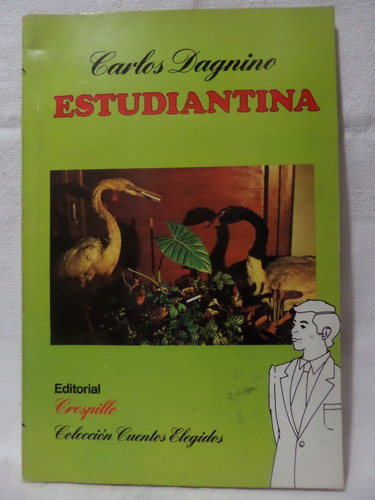 Carlos Dagnino
ESTUDIANTINA
Editorial
Crespillo
Colección Cuentos Elegidos